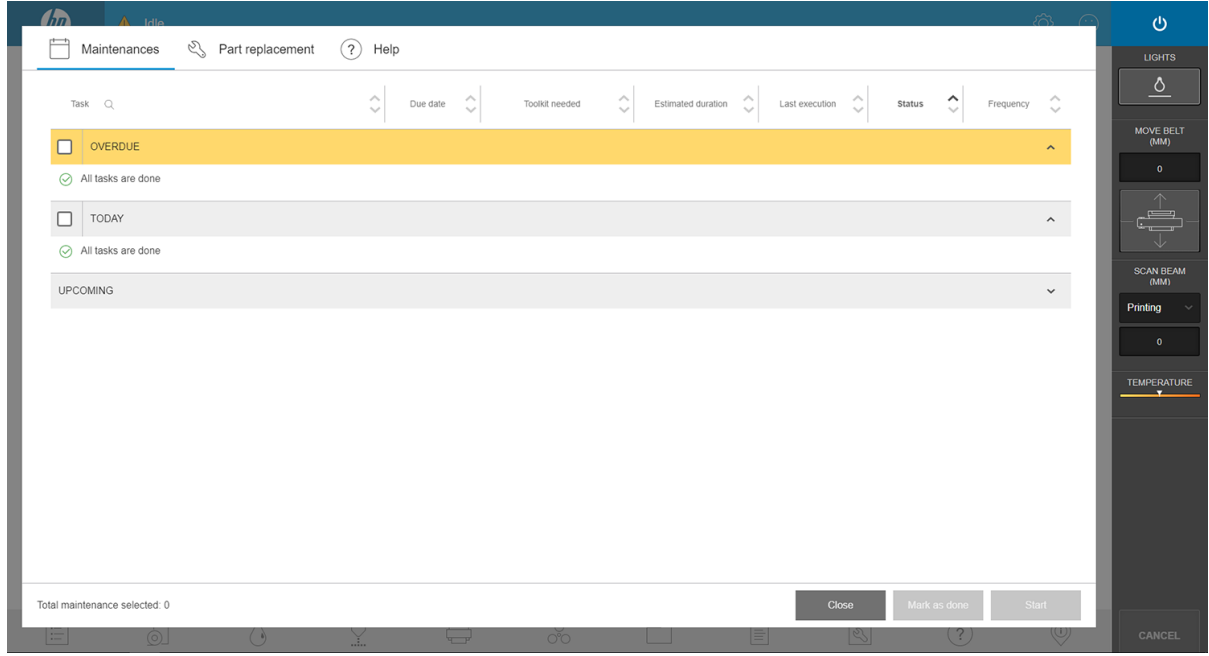 hp
Idle
Maintenances
Part replacement
? Help
Task
Due date
Toolkit needed
Estimated duration
Last execution
Status
Frequency
OVERDUE
All tasks are done
TODAY
All tasks are done
UPCOMING
Total maintenance selected: 0
Close
Mark as done
Start
LIGHTS
MOVE BELT
(MM)
0
SCAN BEAM
(MM)
Printing
0
TEMPERATURE
?
CANCEL